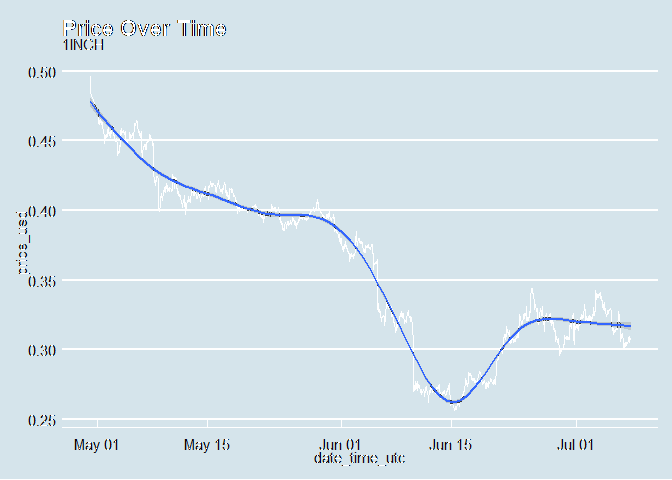 Price Over Time
1INCH
0.50
0.45
0.40
price_usd
0.35
0.30
0.25
May 01 May 15 Jun 01 Jun 15 Jul 01
date_time_utc